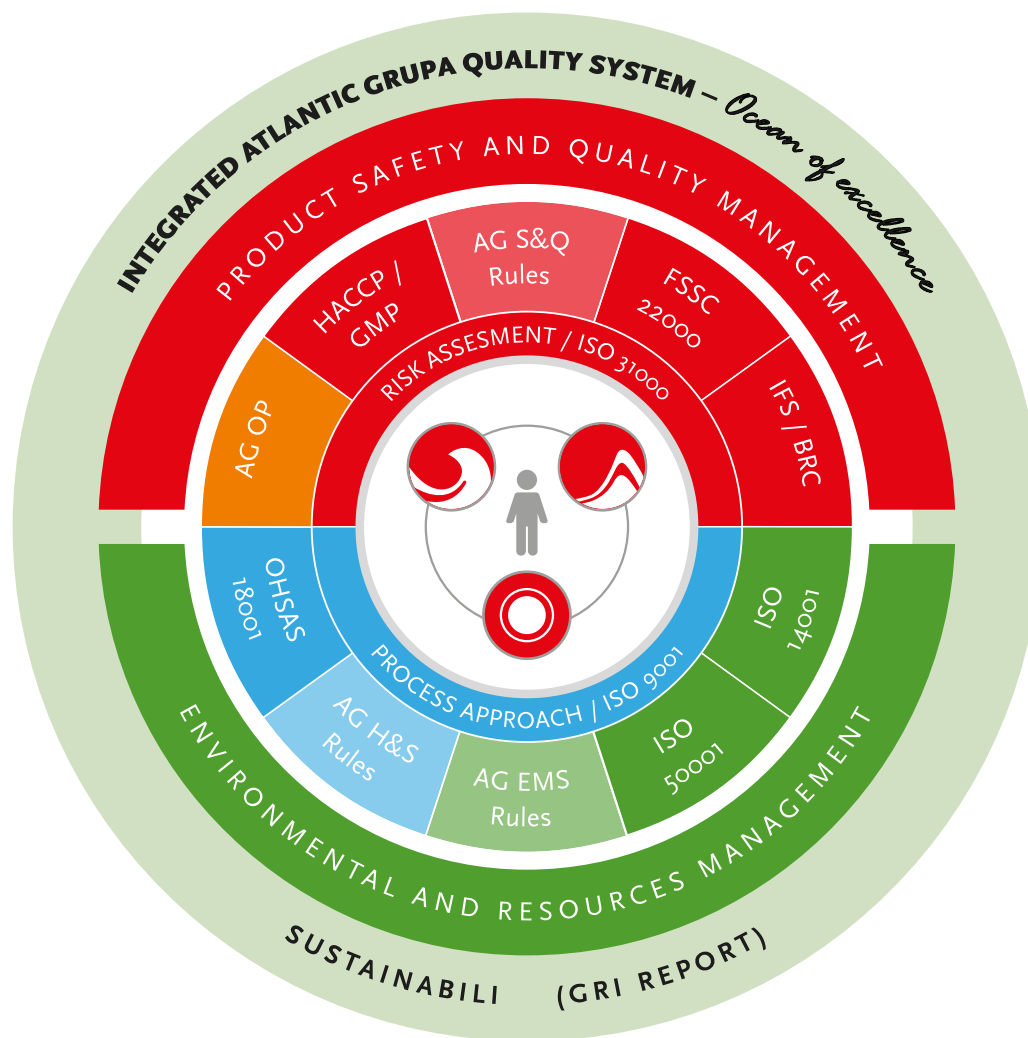 INTEGRATED ATLANTIC GRUPA QUALITY SYSTEM – Ocean of excellence
PRODUCT SAFETY AND QUALITY MANAGEMENT
AG S&Q
Rules
HACCP /
GMP
FSSC
22000
RISK ASSESMENT / ISO 31000
AG OP
IFS / BRC
OHSAS
18001
ISO
14001
PROCESS APPROACH / ISO 9001
AG H&S
Rules
ISO
50001
AG EMS
Rules
ENVIRONMENTAL AND RESOURCES MANAGEMENT
SUSTAINABILI (GRI REPORT)